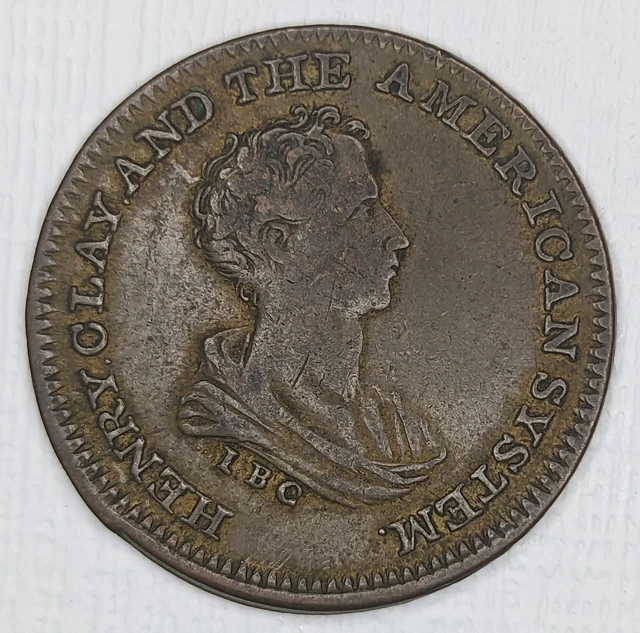 HENRY.CLAY.AND THE AMERICAN SYSTEM.
IBC